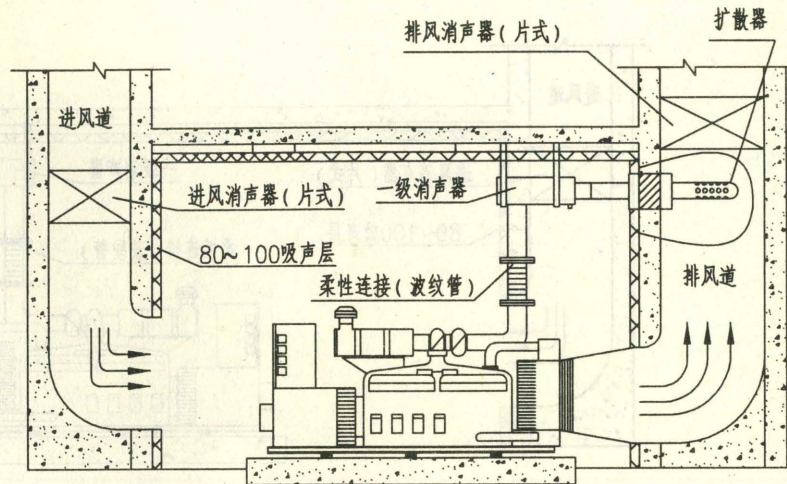 排风消声器(片式)
扩散器
进风道
进风消声器(片式)
一级消声器
80~100吸声层
柔性连接(波纹管)
排风道